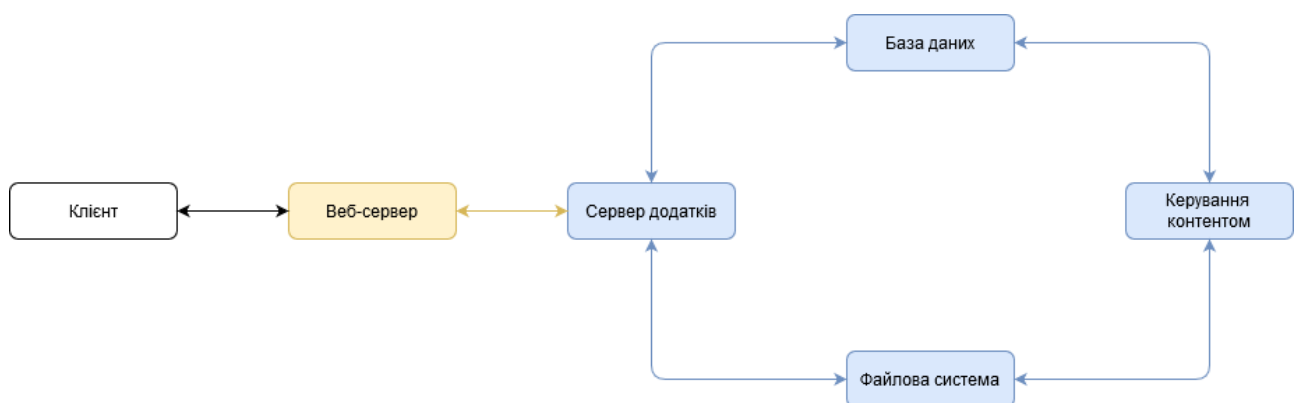 База даних
Клієнт
Веб-сервер
Сервер додатків
Керування
контентом
Файлова система